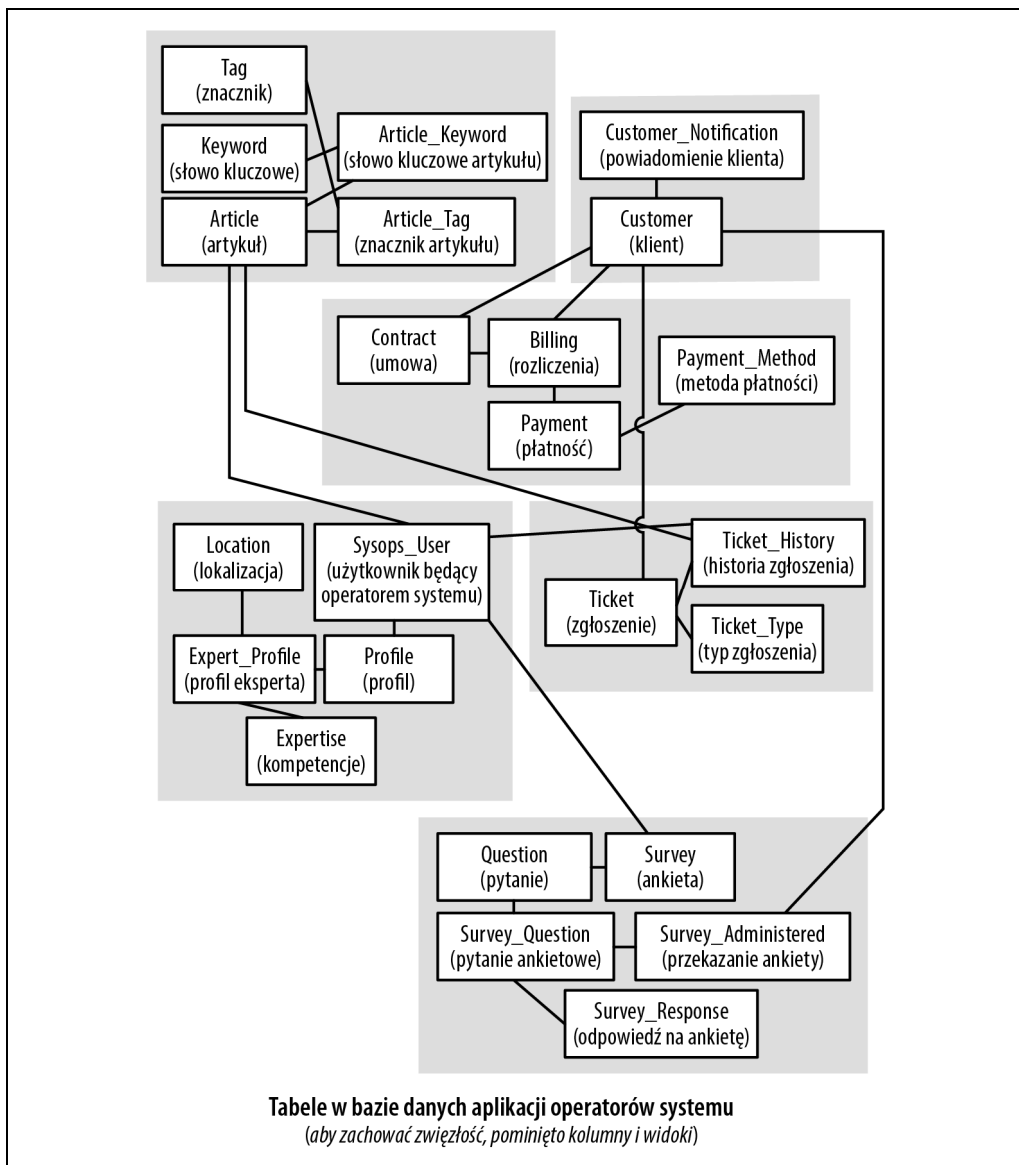 Tag
(znacznik)
Keyword
(słowo kluczowe)
Article_Keyword
(słowo kluczowe artykułu)
Article
(artykuł)
Article_Tag
(znacznik artykułu)
Customer_Notification
(powiadomienie klienta)
Customer
(klient)
Contract
(umowa)
Billing
(rozliczenia)
Payment_Method
(metoda płatności)
Payment
(płatność)
Location
(lokalizacja)
Sysops_User
(użytkownik będący
operatorem systemu)
Expert_Profile
(profil eksperta)
Profile
(profil)
Expertise
(kompetencje)
Ticket_History
(historia zgłoszenia)
Ticket
(zgłoszenie)
Ticket_Type
(typ zgłoszenia)
Question
(pytanie)
Survey
(ankieta)
Survey_Question
(pytanie ankietowe)
Survey_Administered
(przekazanie ankiety)
Survey_Response
(odpowiedź na ankietę)
Tabele w bazie danych aplikacji operatorów systemu
(aby zachować zwięzłość, pominięto kolumny i widoki)